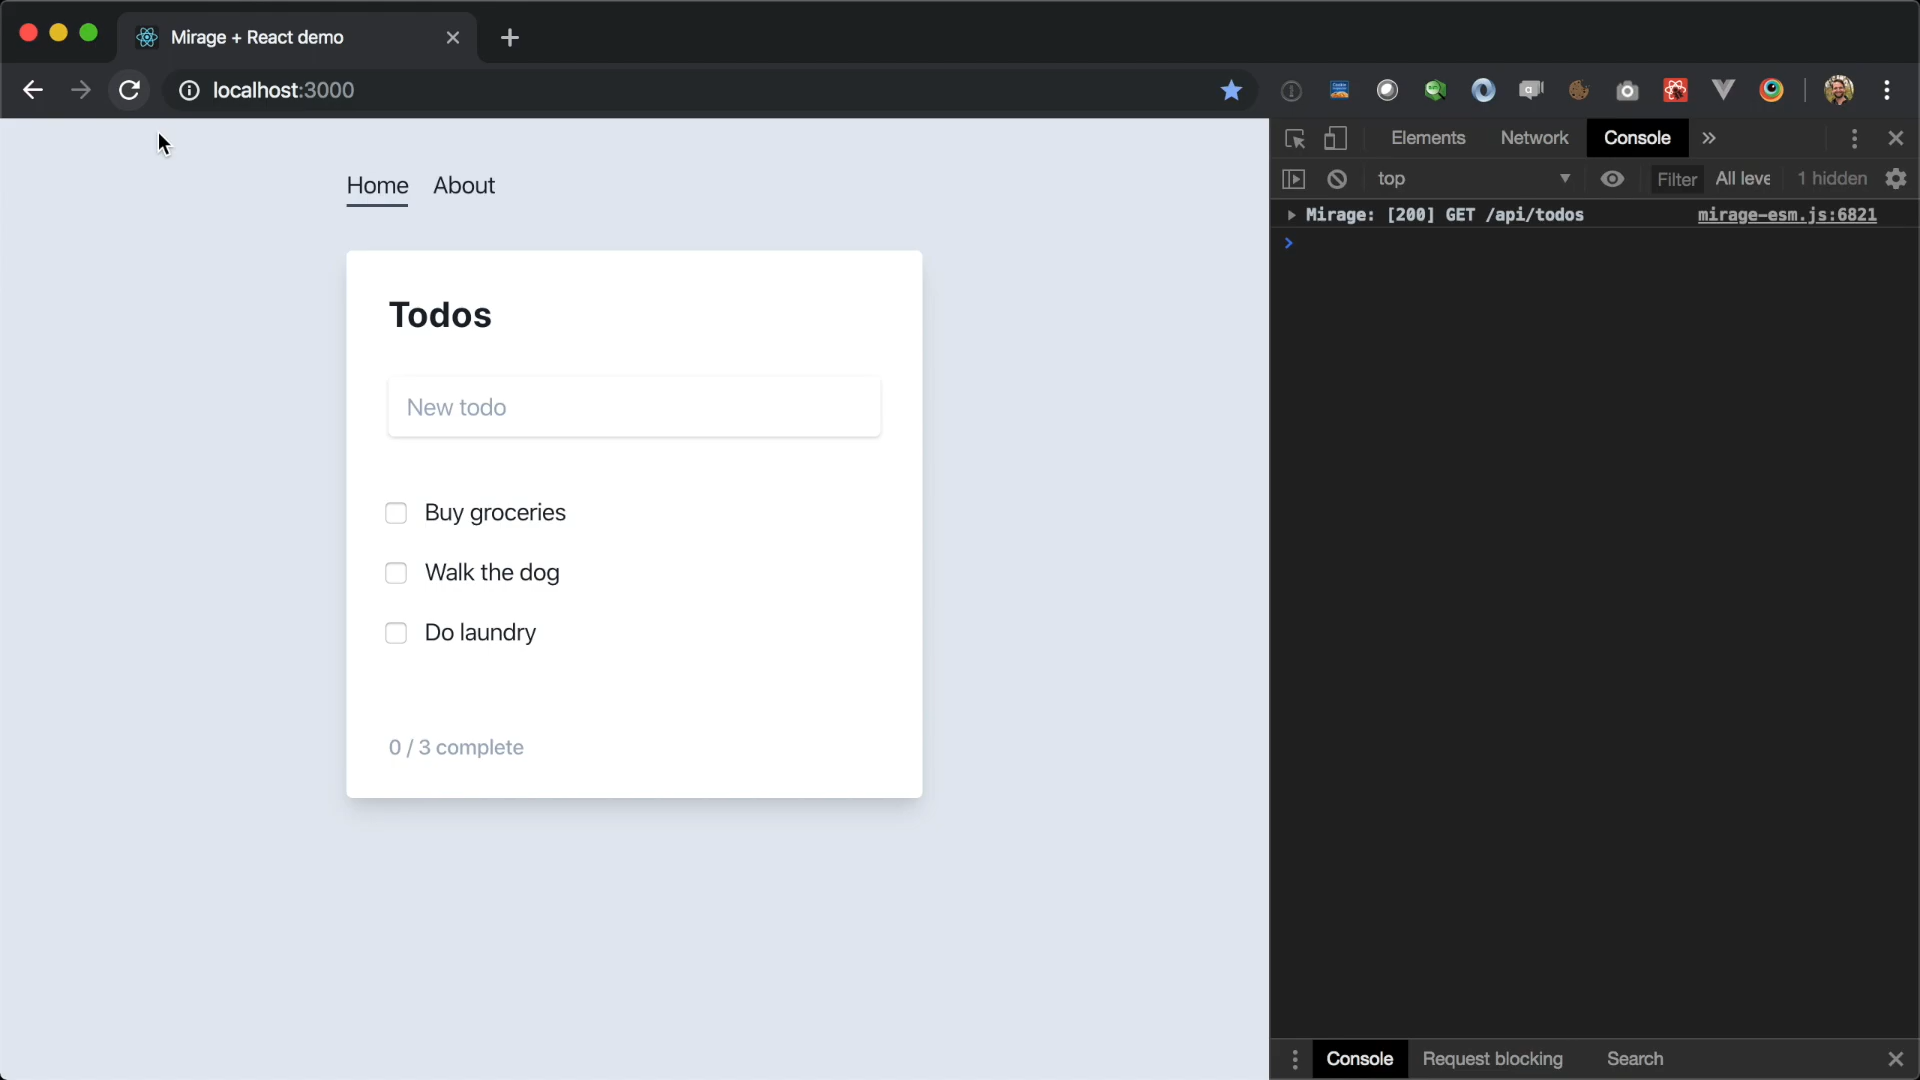 Mirage + React demo
localhost:3000
Elements Network Console
top Filter All leve 1 hidden
Mirage: [200] GET /api/todos mirage-esm.js:6821
Home About
Todos
New todo
Buy groceries
Walk the dog
Do laundry
0 / 3 complete
Console Request blocking Search